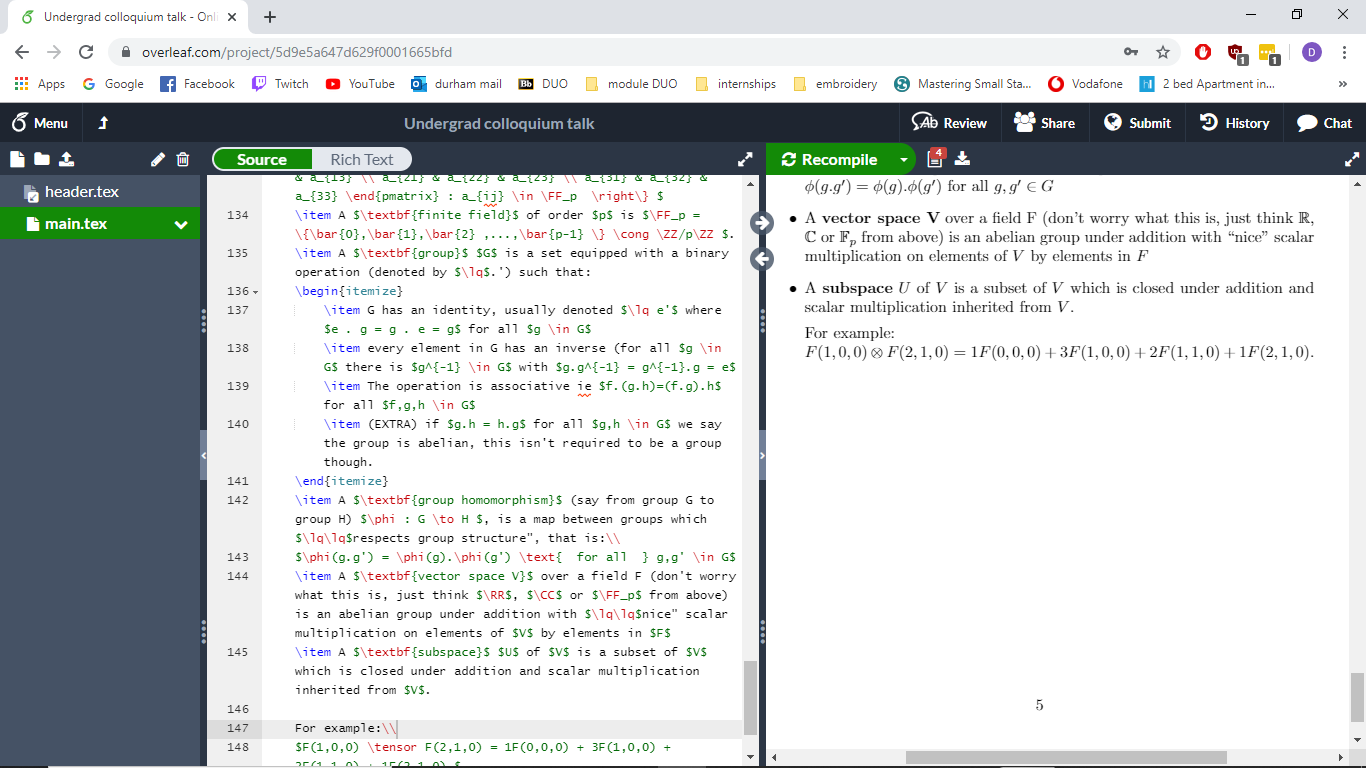 Undergrad colloquium talk - Onli
overleaf.com/project/5d9e5a647d629f0001665bfd
D
1
1
Apps
Google
Facebook
Twitch
YouTube
durham mail
Bb DUO
module DUO
internships
embroidery
Mastering Small Sta...
Vodafone
hl 2 bed Apartment in...
»
Menu
Undergrad colloquium talk
Review
Share
Submit
History
Chat
Source
Rich Text
Recompile
4
header.tex
main.tex
& a_{13} \\ a_{21} & a_{22} & a_{23} \\ a_{31} & a_{32} &
a_{33} \end{pmatrix} : a_{ij} \in \FF_p  \right\} $
134 \item A $\textbf{finite field}$ of order $p$ is $\FF_p =
\{\bar{0},\bar{1},\bar{2} ,...,\bar{p-1} \} \cong \ZZ/p\ZZ $.
135 \item A $\textbf{group}$ $G$ is a set equipped with a binary
operation (denoted by $\lq$.') such that:
136 \begin{itemize}
137 \item G has an identity, usually denoted $\lq e'$ where
$e . g = g . e = g$ for all $g \in G$
138 \item every element in G has an inverse (for all $g \in
G$ there is $g^{-1} \in G$ with $g.g^{-1} = g^{-1}.g = e$
139 \item The operation is associative ie $f.(g.h)=(f.g).h$
for all $f,g,h \in G$
140 \item (EXTRA) if $g.h = h.g$ for all $g,h \in G$ we say
the group is abelian, this isn't required to be a group
though.
141 \end{itemize}
142 \item A $\textbf{group homomorphism}$ (say from group G to
group H) $\phi : G \to H $, is a map between groups which
$\lq\lq$respects group structure", that is:\\
143 $\phi(g.g') = \phi(g).\phi(g') \text{  for all  } g,g' \in G$
144 \item A $\textbf{vector space V}$ over a field F (don't worry
what this is, just think $\RR$, $\CC$ or $\FF_p$ from above)
is an abelian group under addition with $\lq\lq$nice" scalar
multiplication on elements of $V$ by elements in $F$
145 \item A $\textbf{subspace}$ $U$ of $V$ is a subset of $V$
which is closed under addition and scalar multiplication
inherited from $V$.
146
147 For example:\\
148 $F(1,0,0) \tensor F(2,1,0) = 1F(0,0,0) + 3F(1,0,0) +
2F(1,1,0) + 1F(2,1,0) $
ϕ(g.g′) = ϕ(g).ϕ(g′) for all g, g′ ∈ G
• A vector space V over a field F (don't worry what this is, just think ℝ,
ℂ or 𝔽p from above) is an abelian group under addition with “nice” scalar
multiplication on elements of V by elements in F
• A subspace U of V is a subset of V which is closed under addition and
scalar multiplication inherited from V.
For example:
F(1, 0, 0) ⊗ F(2, 1, 0) = 1F(0, 0, 0) + 3F(1, 0, 0) + 2F(1, 1, 0) + 1F(2, 1, 0).
5